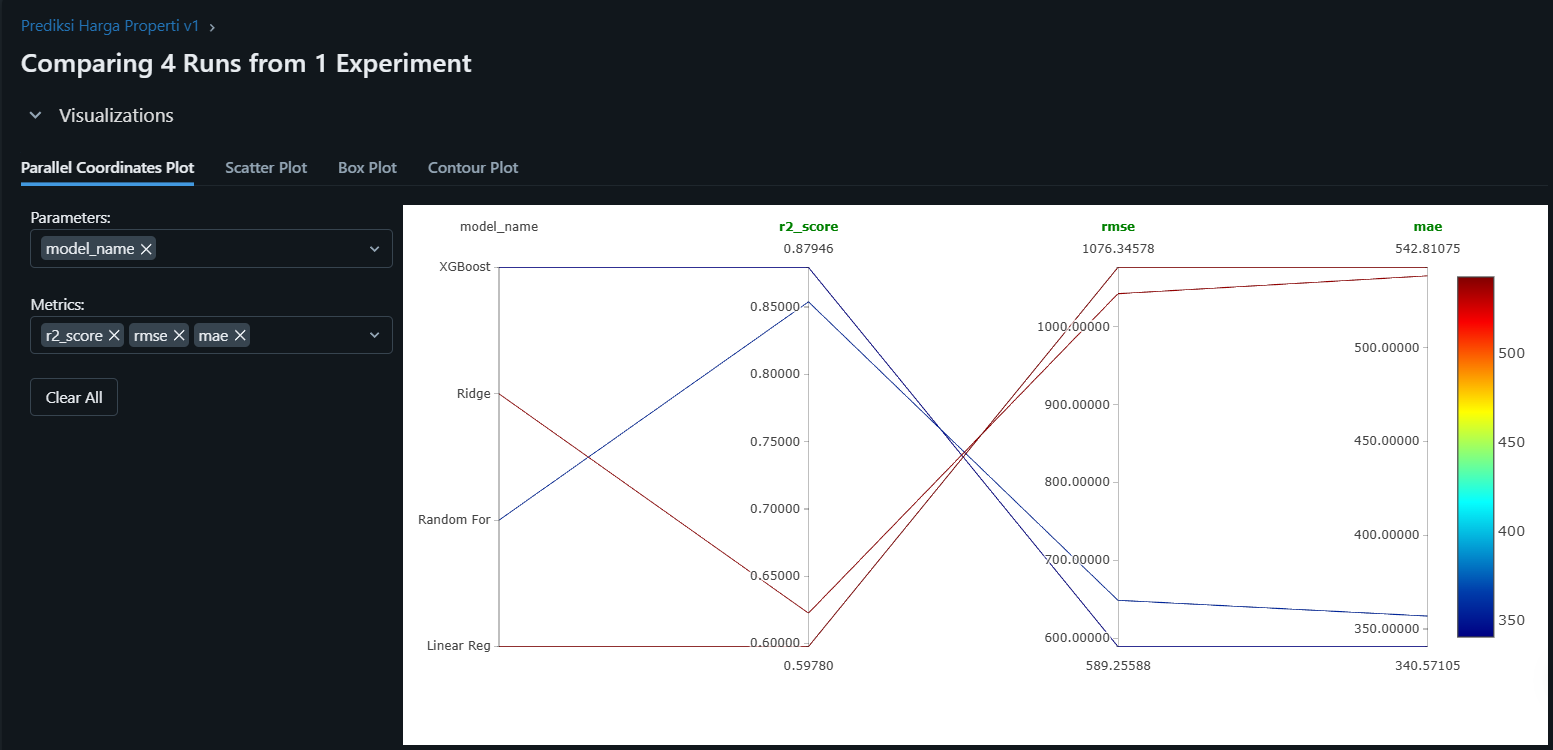 Prediksi Harga Properti v1 ›
Comparing 4 Runs from 1 Experiment
Visualizations
Parallel Coordinates Plot Scatter Plot Box Plot Contour Plot
Parameters:
model_name ×
Metrics:
r2_score × rmse × mae ×
Clear All
model_name r2_score rmse mae
0.87946 1076.34578 542.81075
XGBoost
Ridge
Random For
Linear Reg
0.85000
0.80000
0.75000
0.70000
0.65000
0.60000
0.59780
1000.00000
900.00000
800.00000
700.00000
600.00000
589.25588
500.00000
450.00000
400.00000
350.00000
340.57105
500
450
400
350